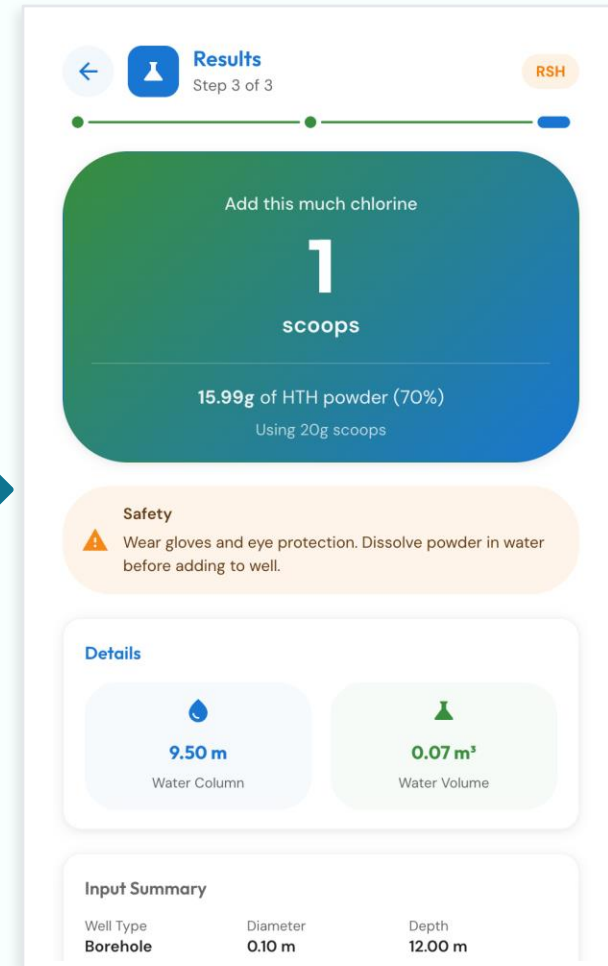 Results
Step 3 of 3
RSH
Add this much chlorine
1
scoops
15.99g of HTH powder (70%)
Using 20g scoops
Safety
Wear gloves and eye protection. Dissolve powder in water
before adding to well.
Details
9.50 m
Water Column
0.07 m³
Water Volume
Input Summary
Well Type
Borehole
Diameter
0.10 m
Depth
12.00 m